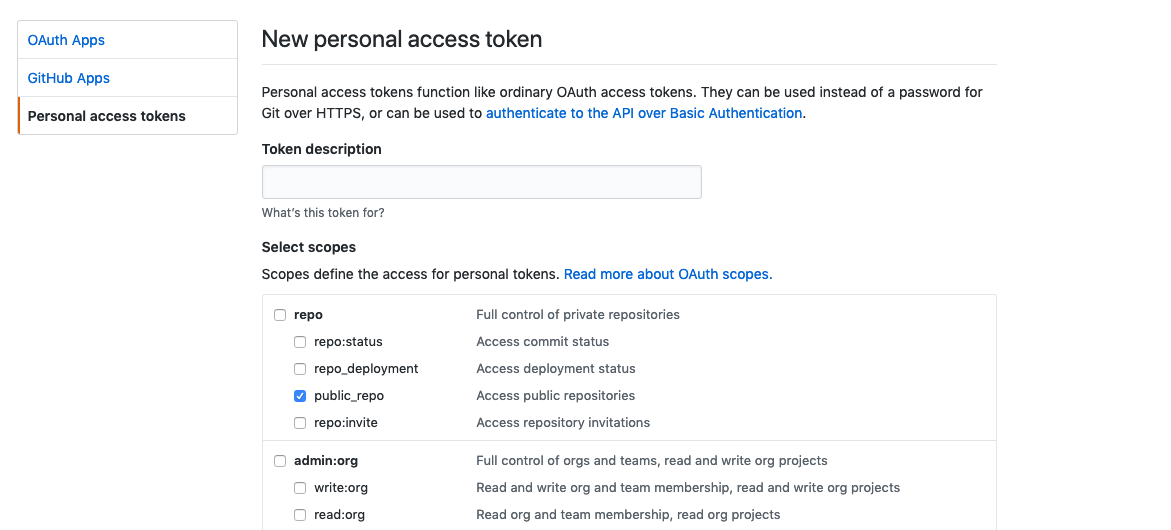 OAuth Apps
GitHub Apps
Personal access tokens
New personal access token
Personal access tokens function like ordinary OAuth access tokens. They can be used instead of a password for
Git over HTTPS, or can be used to authenticate to the API over Basic Authentication.
Token description
What's this token for?
Select scopes
Scopes define the access for personal tokens. Read more about OAuth scopes.
repo Full control of private repositories
repo:status Access commit status
repo_deployment Access deployment status
public_repo Access public repositories
repo:invite Access repository invitations
admin:org Full control of orgs and teams, read and write org projects
write:org Read and write org and team membership, read and write org projects
read:org Read org and team membership, read org projects